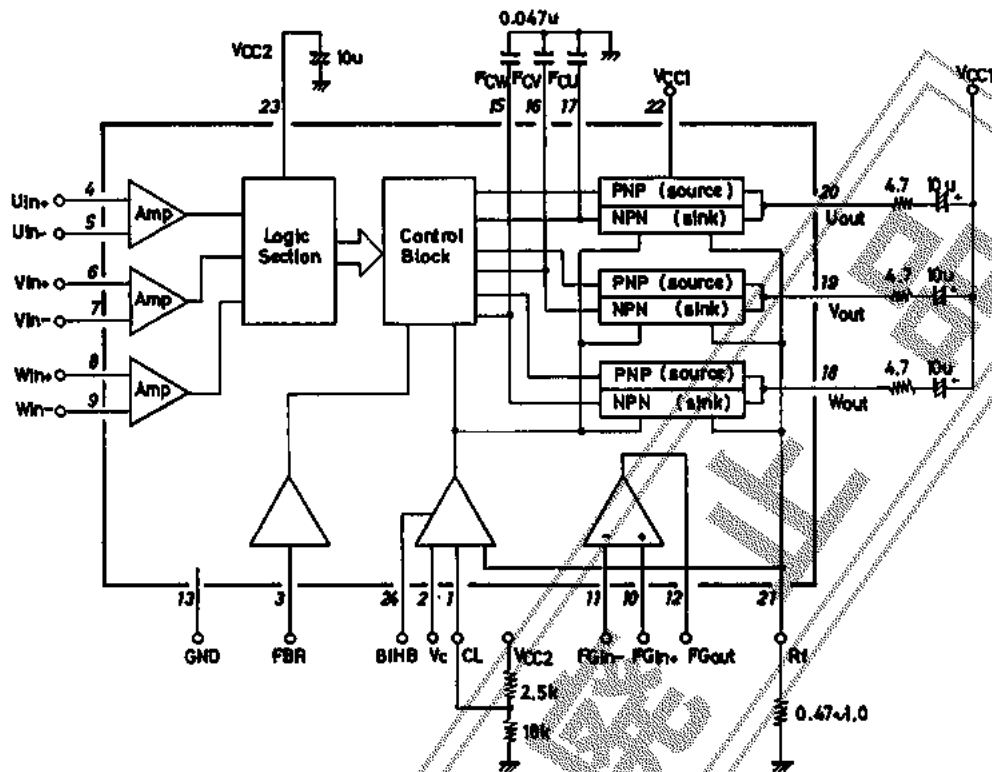 0.047u
VCC2
10u
FCW FCV FCU
VCC1
VCC1
23
15 16 17
22
Uin+ 4
Uin- 5
Amp
Vin+ 6
Vin- 7
Amp
Win+ 8
Win- 9
Amp
Logic
Section
Control
Block
PNP (source)
NPN (sink)
PNP (source)
NPN (sink)
PNP (source)
NPN (sink)
20 4.7 10u
Uout
19 4.7 10u
Vout
18 4.7 10u
Wout
- +
13 3 24 2 1 11 10 12 21
GND FBR BIHB Vc CL VCC2 FGin- FGin+ FGout Rf
2.5k
18k
0.47~1.0